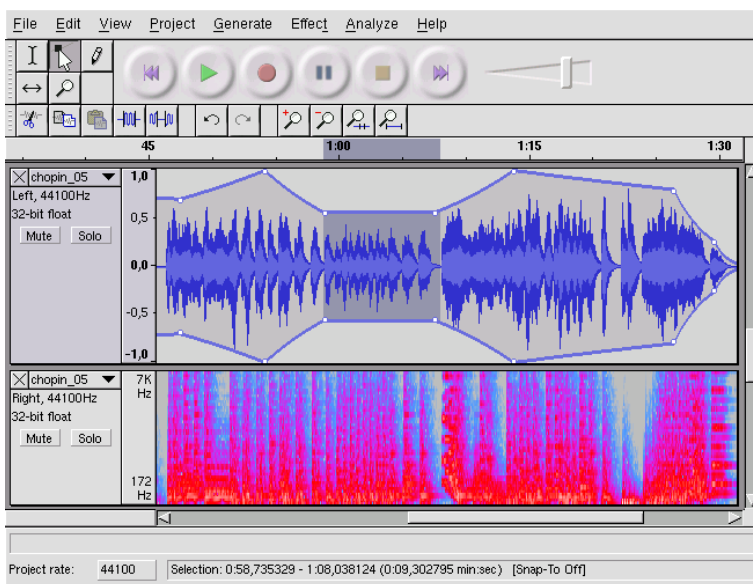 File Edit View Project Generate Effect Analyze Help
45 1:00 1:15 1:30
chopin_05
Left, 44100Hz
32-bit float
Mute Solo
1,0
0,5
0,0
-0,5
-1,0
chopin_05
Right, 44100Hz
32-bit float
Mute Solo
7K
Hz
172
Hz
Project rate: 44100 Selection: 0:58,735329 - 1:08,038124 (0:09,302795 min:sec) [Snap-To Off]